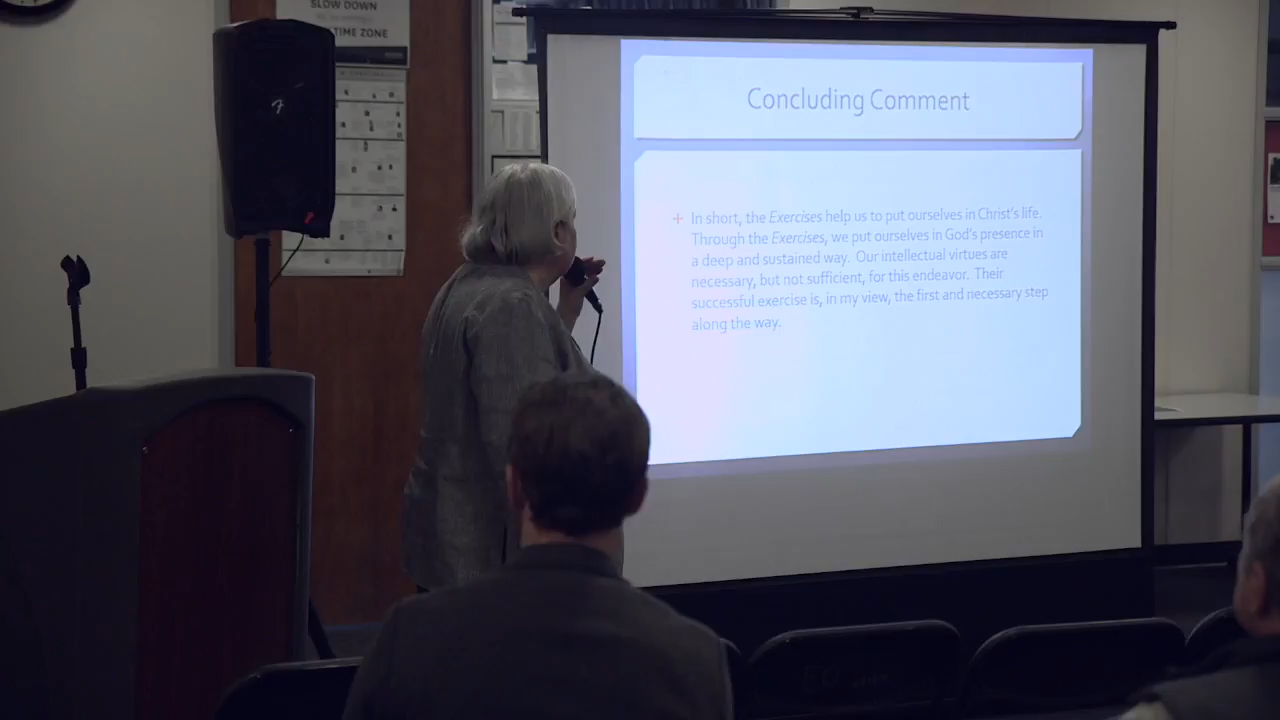 SLOW DOWN
TIME ZONE
Concluding Comment
In short, the Exercises help us to put ourselves in Christ's life.
Through the Exercises, we put ourselves in God's presence in
a deep and sustained way. Our intellectual virtues are
necessary, but not sufficient, for this endeavor. Their
successful exercise is, in my view, the first and necessary step
along the way.